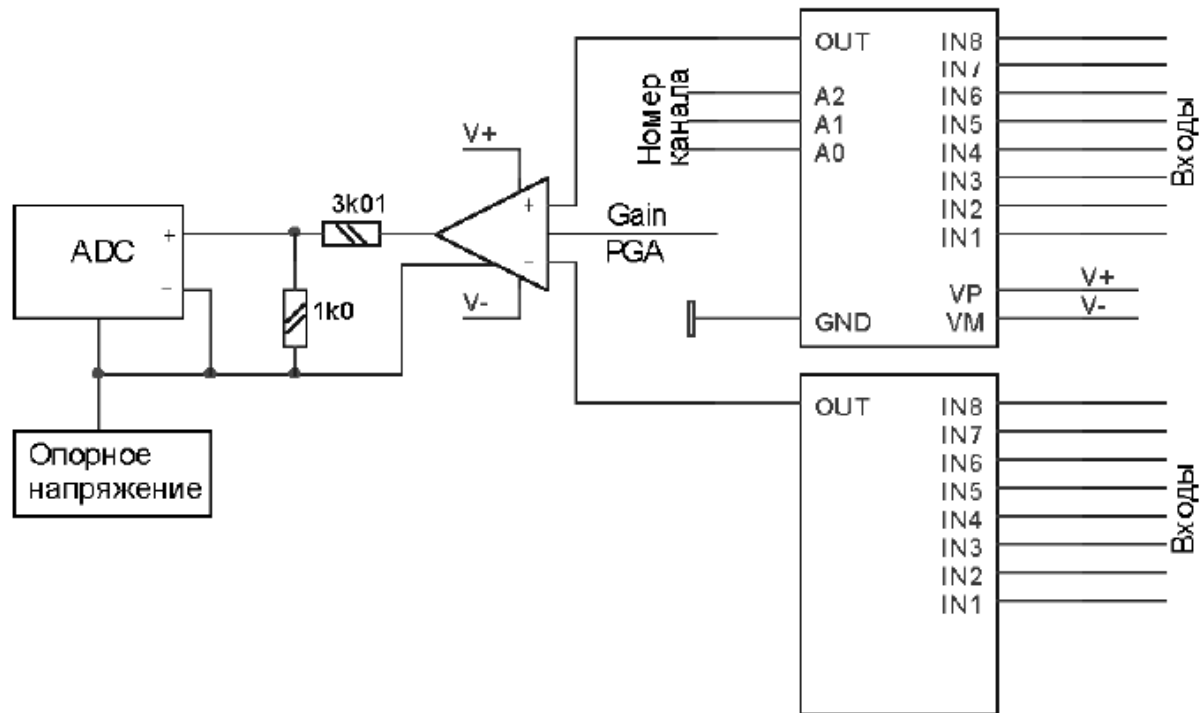 ADC
+
−
Опорное
напряжение
3k01
1k0
V+
V-
+
−
Gain
PGA
Номер
канала
OUT
A2
A1
A0
GND
IN8
IN7
IN6
IN5
IN4
IN3
IN2
IN1
VP
VM
V+
V-
Входы
OUT
IN8
IN7
IN6
IN5
IN4
IN3
IN2
IN1
Входы